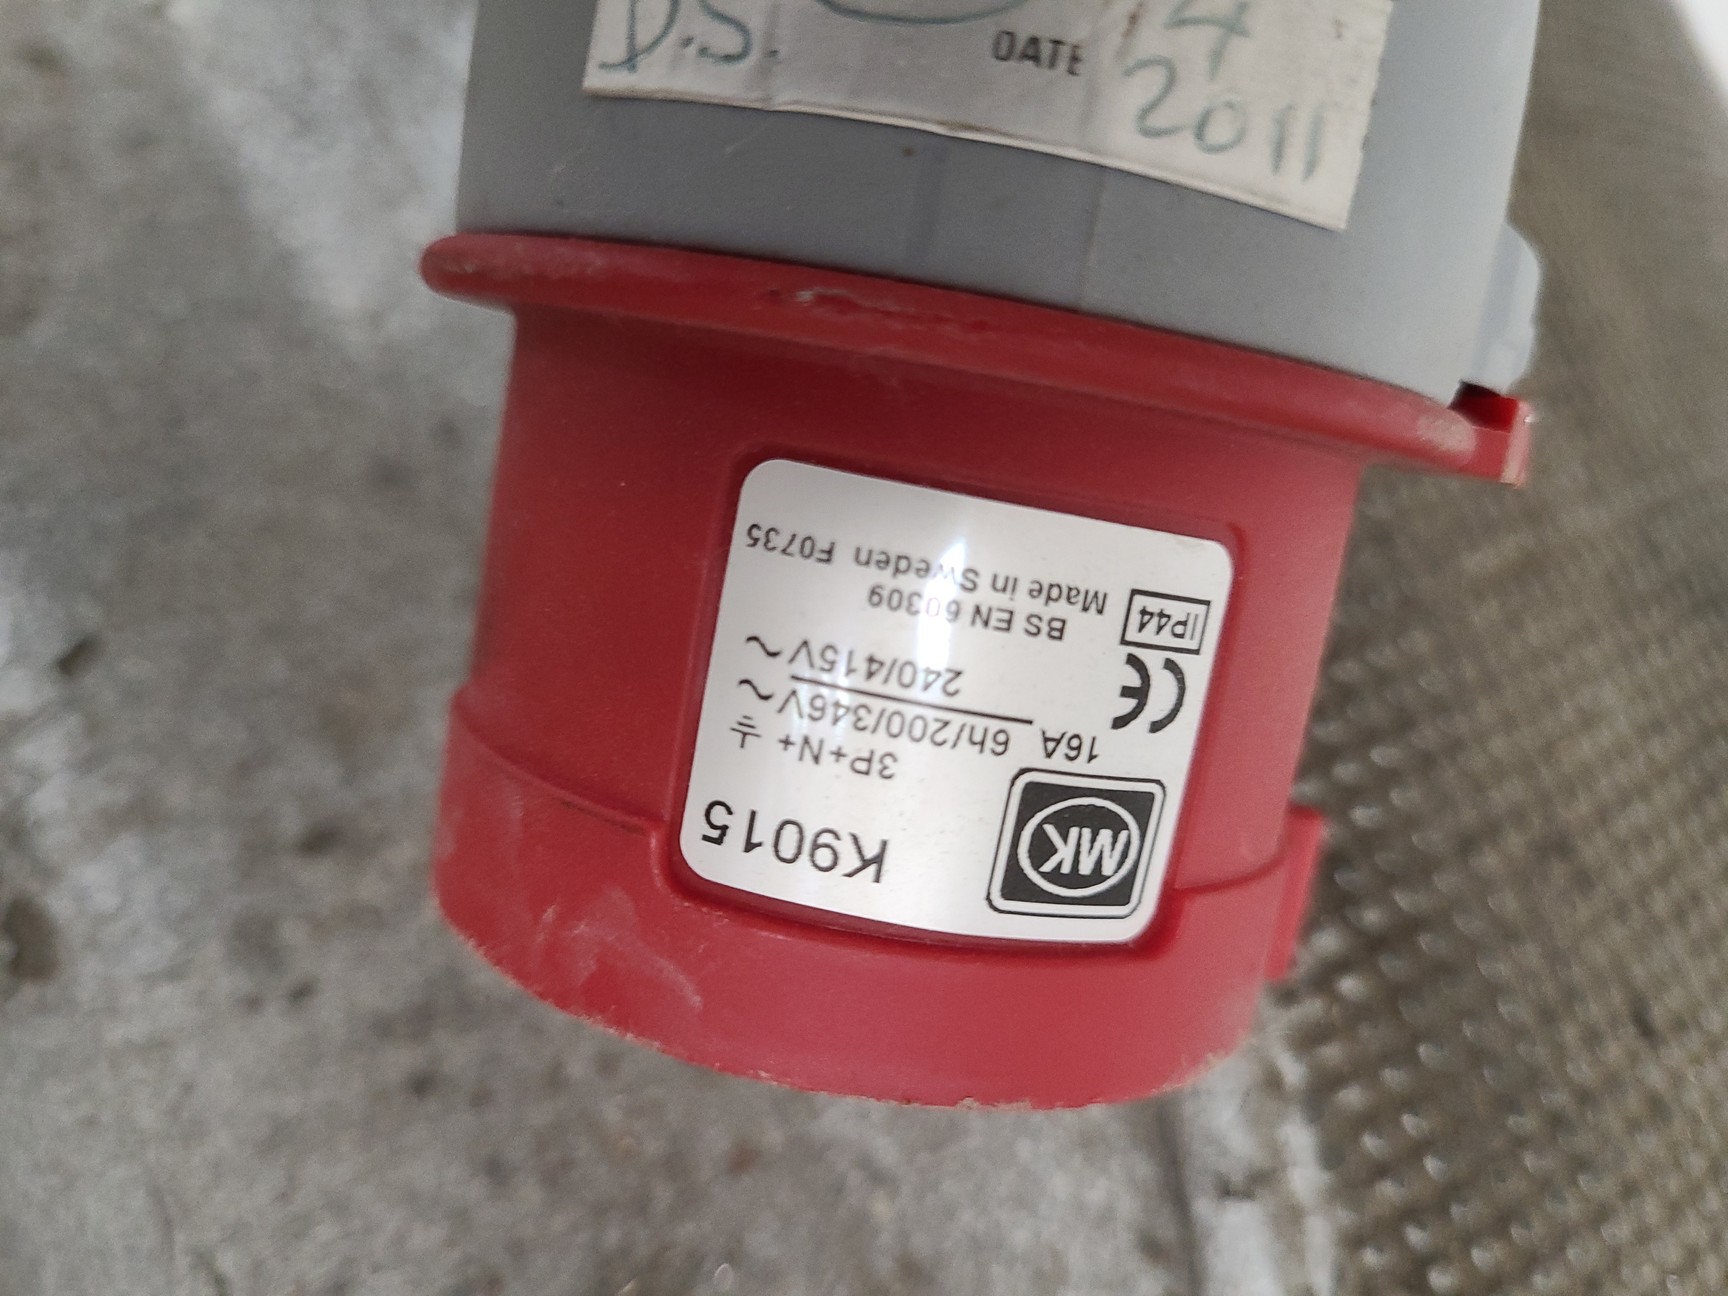 D.S.
DATE
4
2011
MK
K9015
3P+N+⏚
16A 6h/200/346V~
240/415V~
CE
BS EN 60309
IP44
Made in Sweden F0735